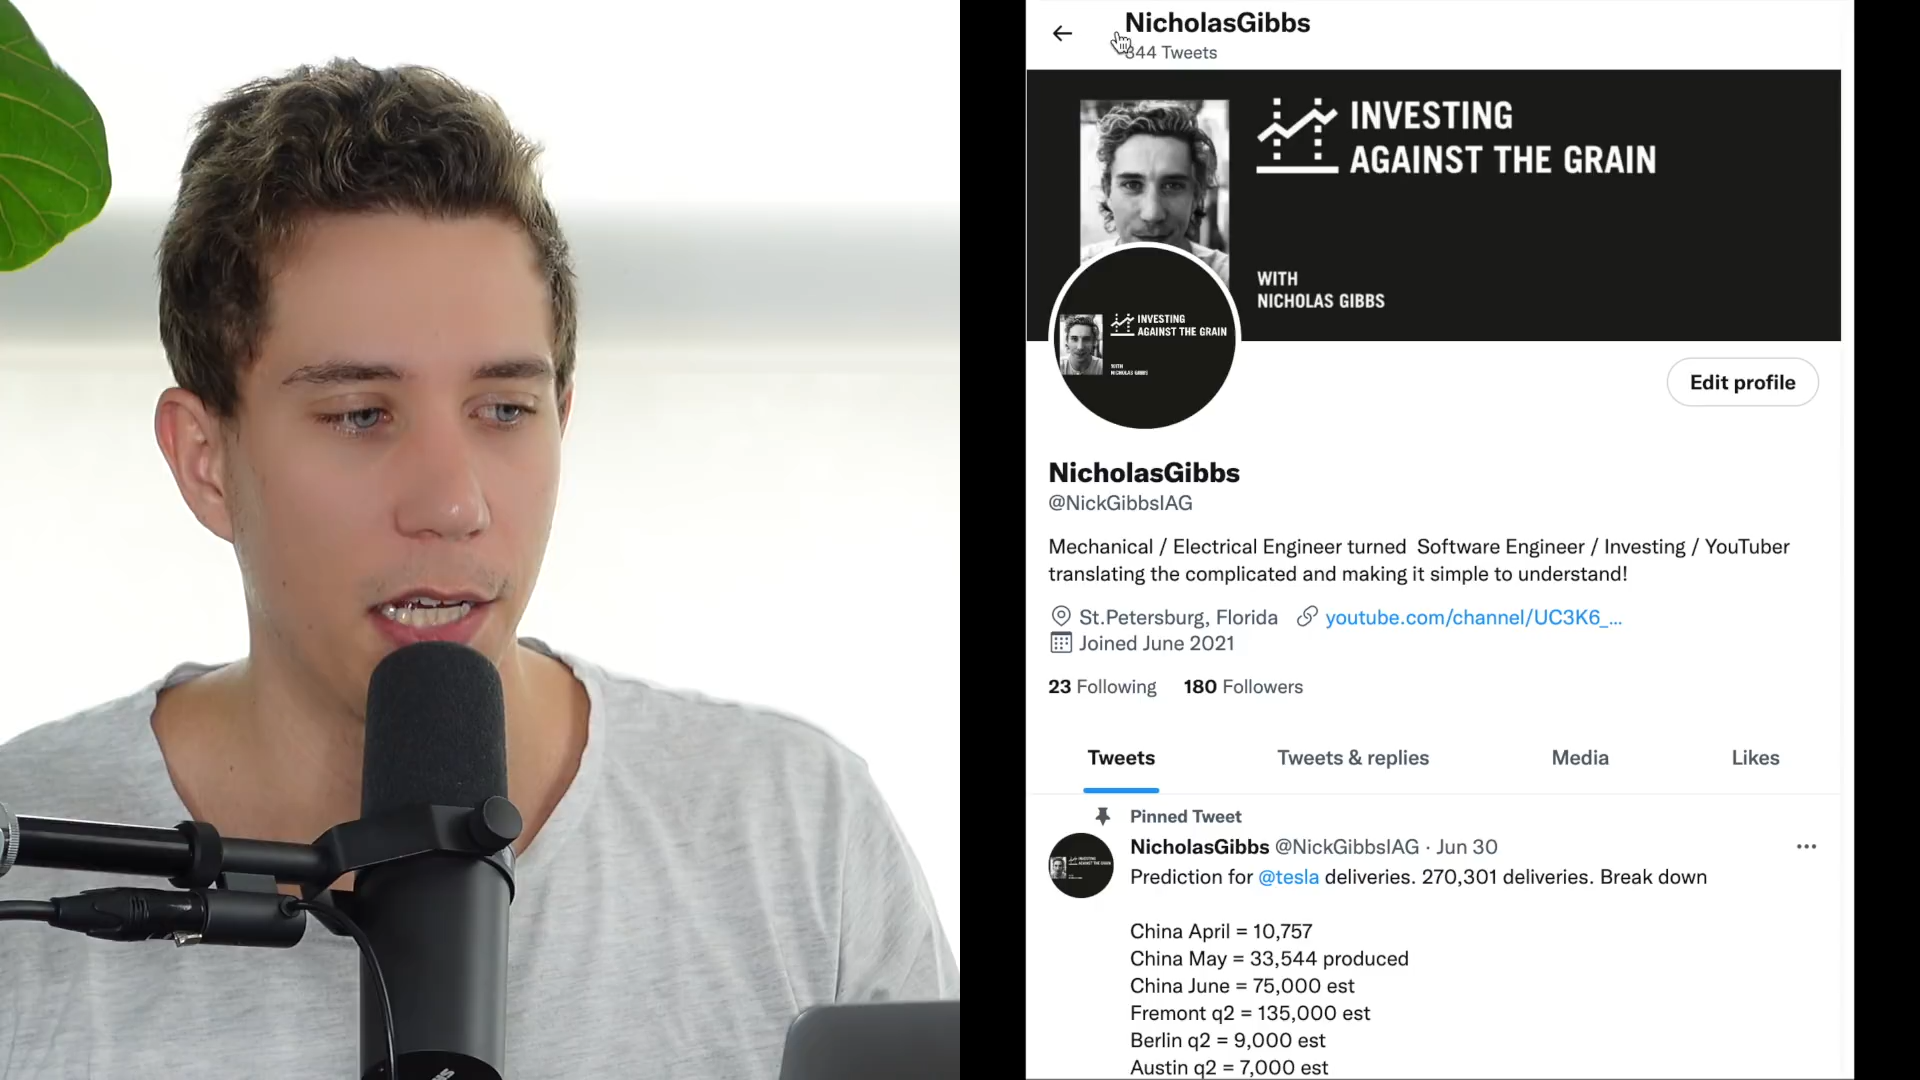 NicholasGibbs
344 Tweets
INVESTING
AGAINST THE GRAIN
WITH
NICHOLAS GIBBS
INVESTING
AGAINST THE GRAIN
WITH
NICHOLAS GIBBS
Edit profile
NicholasGibbs
@NickGibbsIAG
Mechanical / Electrical Engineer turned Software Engineer / Investing / YouTuber
translating the complicated and making it simple to understand!
St.Petersburg, Florida youtube.com/channel/UC3K6_...
Joined June 2021
23 Following 180 Followers
Tweets Tweets & replies Media Likes
Pinned Tweet
NicholasGibbs @NickGibbsIAG · Jun 30
Prediction for @tesla deliveries. 270,301 deliveries. Break down
China April = 10,757
China May = 33,544 produced
China June = 75,000 est
Fremont q2 = 135,000 est
Berlin q2 = 9,000 est
Austin q2 = 7,000 est